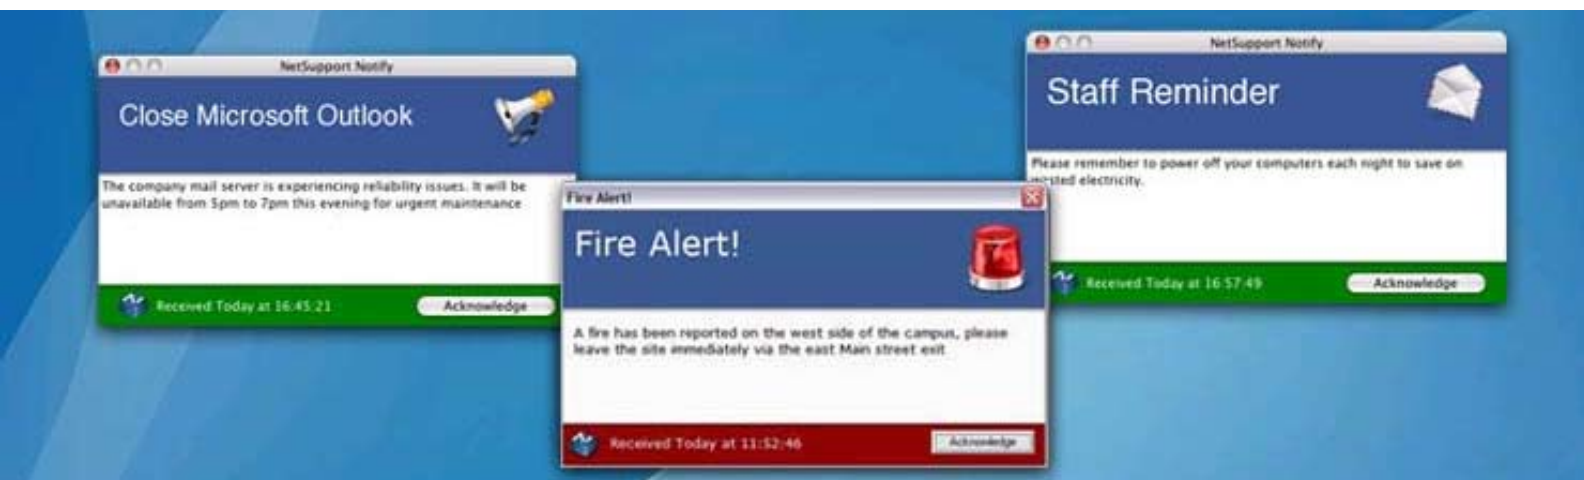 NetSupport Notify
Close Microsoft Outlook
The company mail server is experiencing reliability issues. It will be
unavailable from 5pm to 7pm this evening for urgent maintenance
Received Today at 16:45:21
Acknowledge
Fire Alert!
Fire Alert!
A fire has been reported on the west side of the campus, please
leave the site immediately via the east Main street exit
Received Today at 11:52:46
Acknowledge
NetSupport Notify
Staff Reminder
Please remember to power off your computers each night to save on
electricity.
Received Today at 16:57:49
Acknowledge